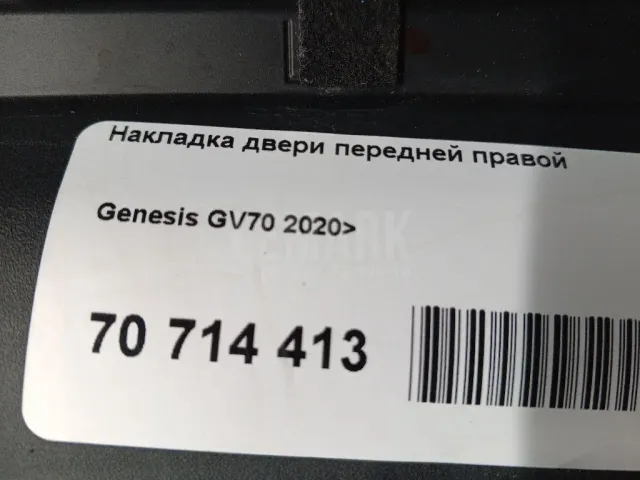 Накладка двери передней правой
Genesis GV70 2020>
70 714 413